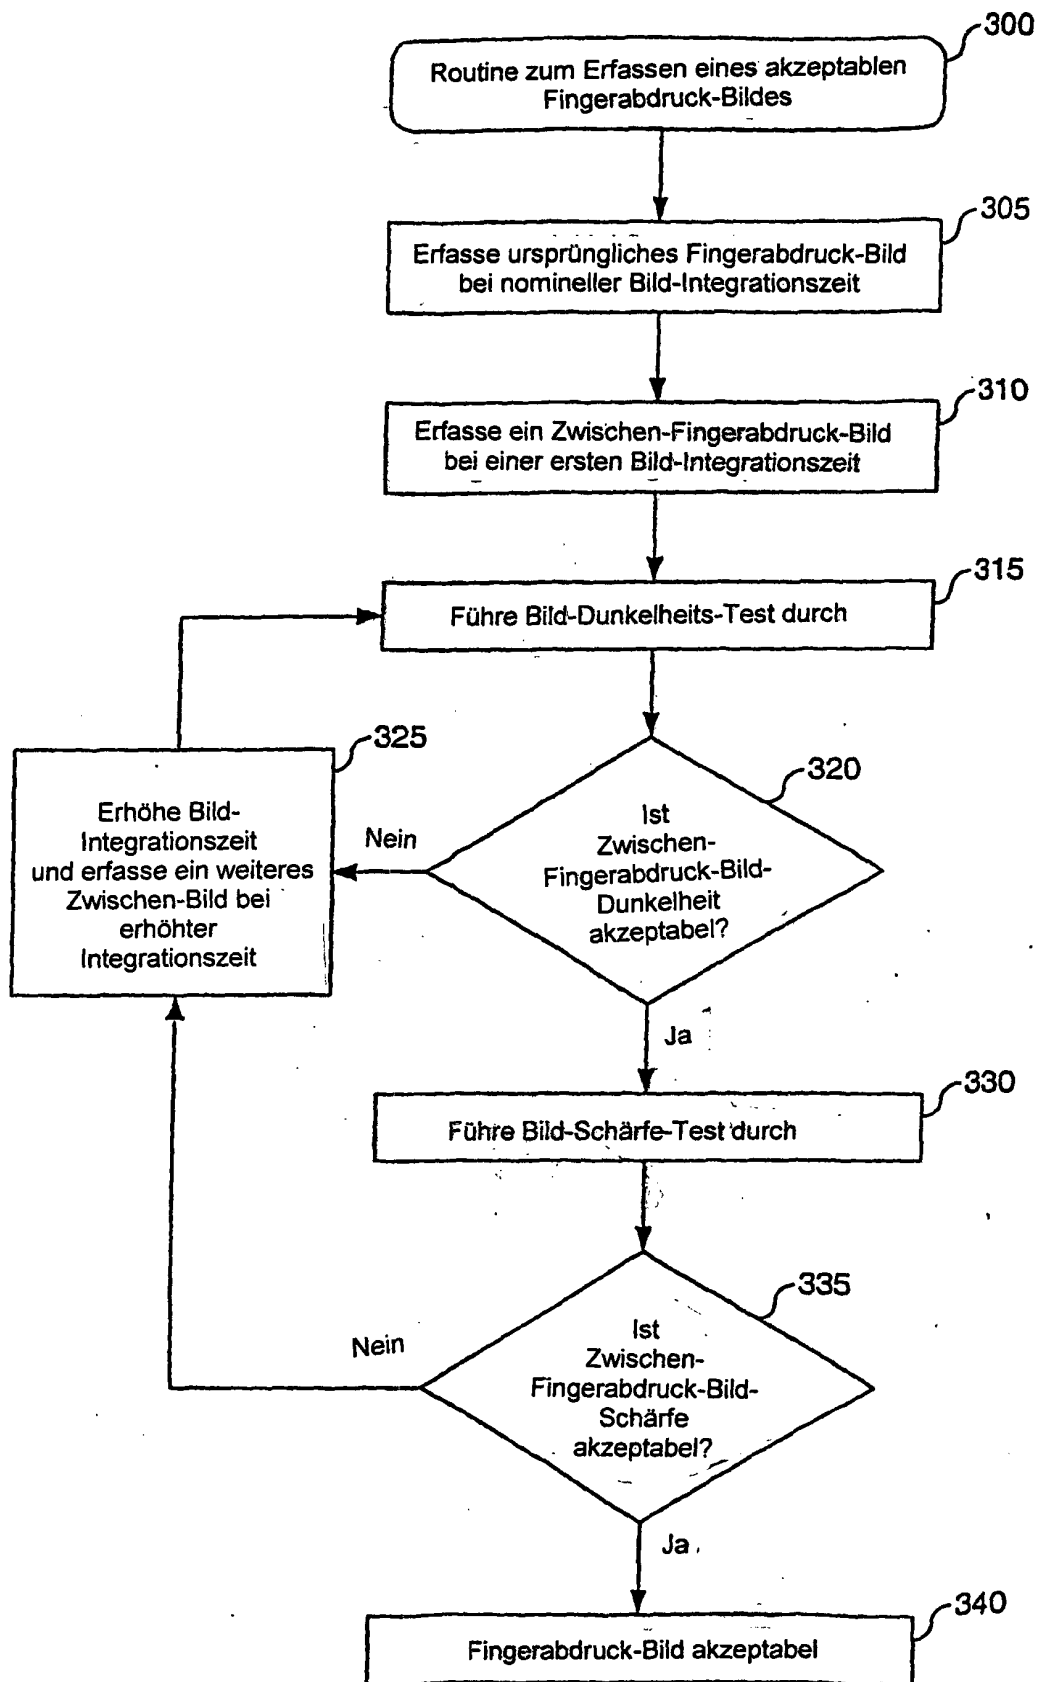 300
Routine zum Erfassen eines akzeptablen
Fingerabdruck-Bildes
305
Erfasse ursprüngliches Fingerabdruck-Bild
bei nomineller Bild-Integrationszeit
310
Erfasse ein Zwischen-Fingerabdruck-Bild
bei einer ersten Bild-Integrationszeit
315
Führe Bild-Dunkelheits-Test durch
325
Erhöhe Bild-
Integrationszeit
und erfasse ein weiteres
Zwischen-Bild bei
erhöhter
Integrationszeit
Nein
320
Ist
Zwischen-
Fingerabdruck-Bild-
Dunkelheit
akzeptabel?
Ja
330
Führe Bild-Schärfe-Test durch
335
Nein
Ist
Zwischen-
Fingerabdruck-Bild-
Schärfe
akzeptabel?
Ja
340
Fingerabdruck-Bild akzeptabel